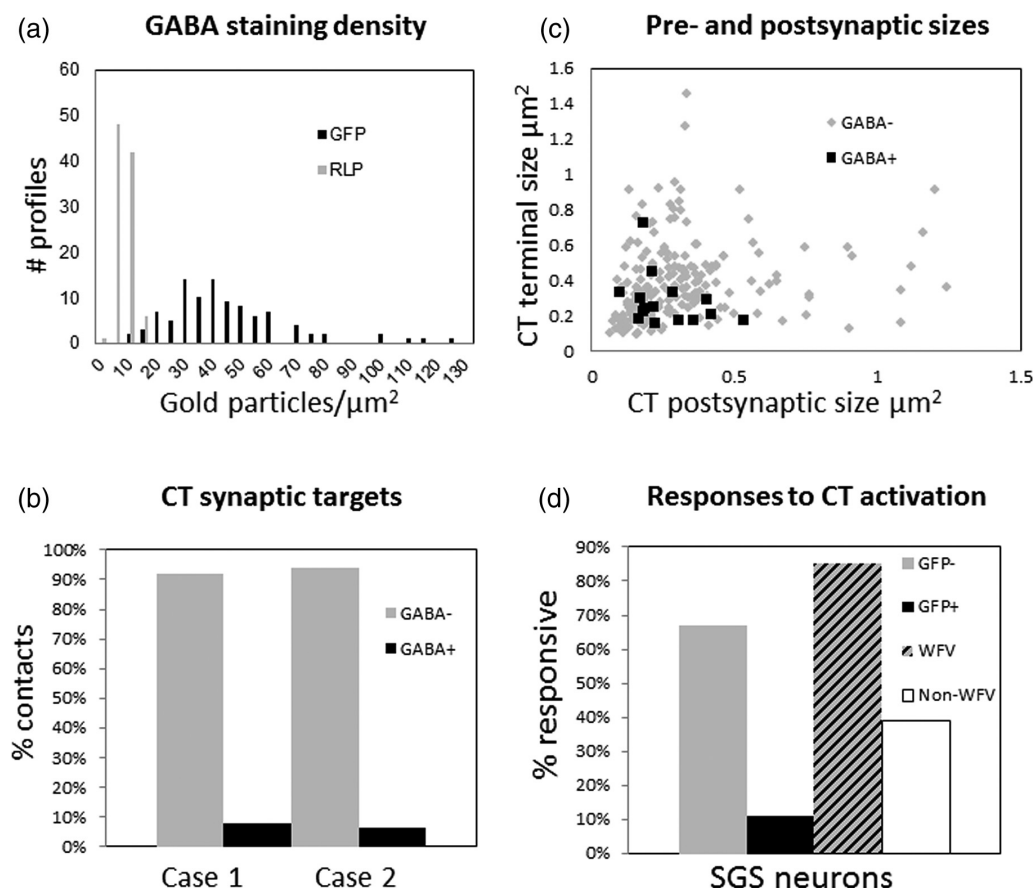 (a) GABA staining density
60
50
40
30
20
10
0
# profiles
GFP
RLP
0 10 20 30 40 50 60 70 80 90 100 110 120 130
Gold particles/µm²
(c) Pre- and postsynaptic sizes
1.6
1.4
1.2
1
0.8
0.6
0.4
0.2
0
CT terminal size µm²
GABA-
GABA+
0 0.5 1 1.5
CT postsynaptic size µm²
(b) CT synaptic targets
100%
90%
80%
70%
60%
50%
40%
30%
20%
10%
0%
% contacts
GABA-
GABA+
Case 1 Case 2
(d) Responses to CT activation
90%
80%
70%
60%
50%
40%
30%
20%
10%
0%
% responsive
GFP-
GFP+
WFV
Non-WFV
SGS neurons